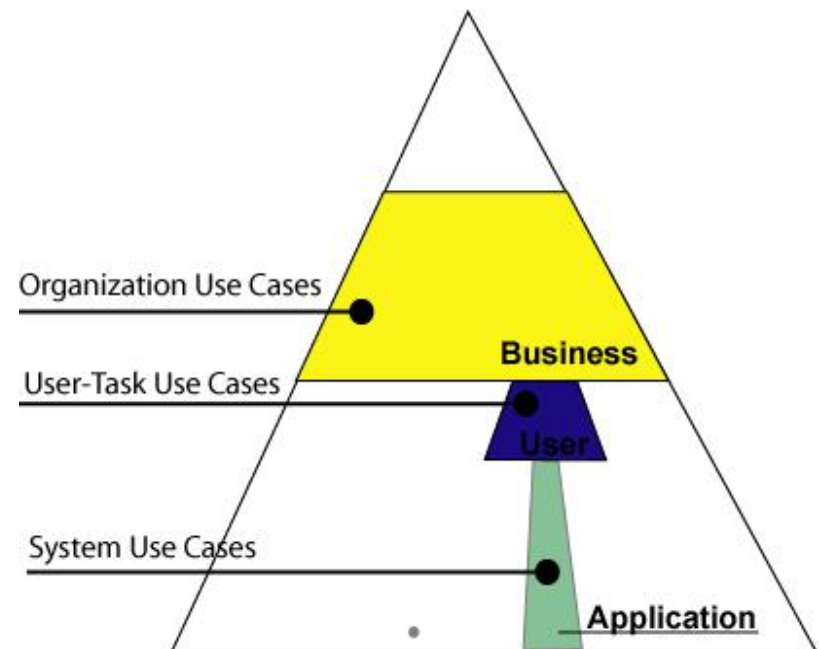 Organization Use Cases
Business
User-Task Use Cases
User
System Use Cases
Application